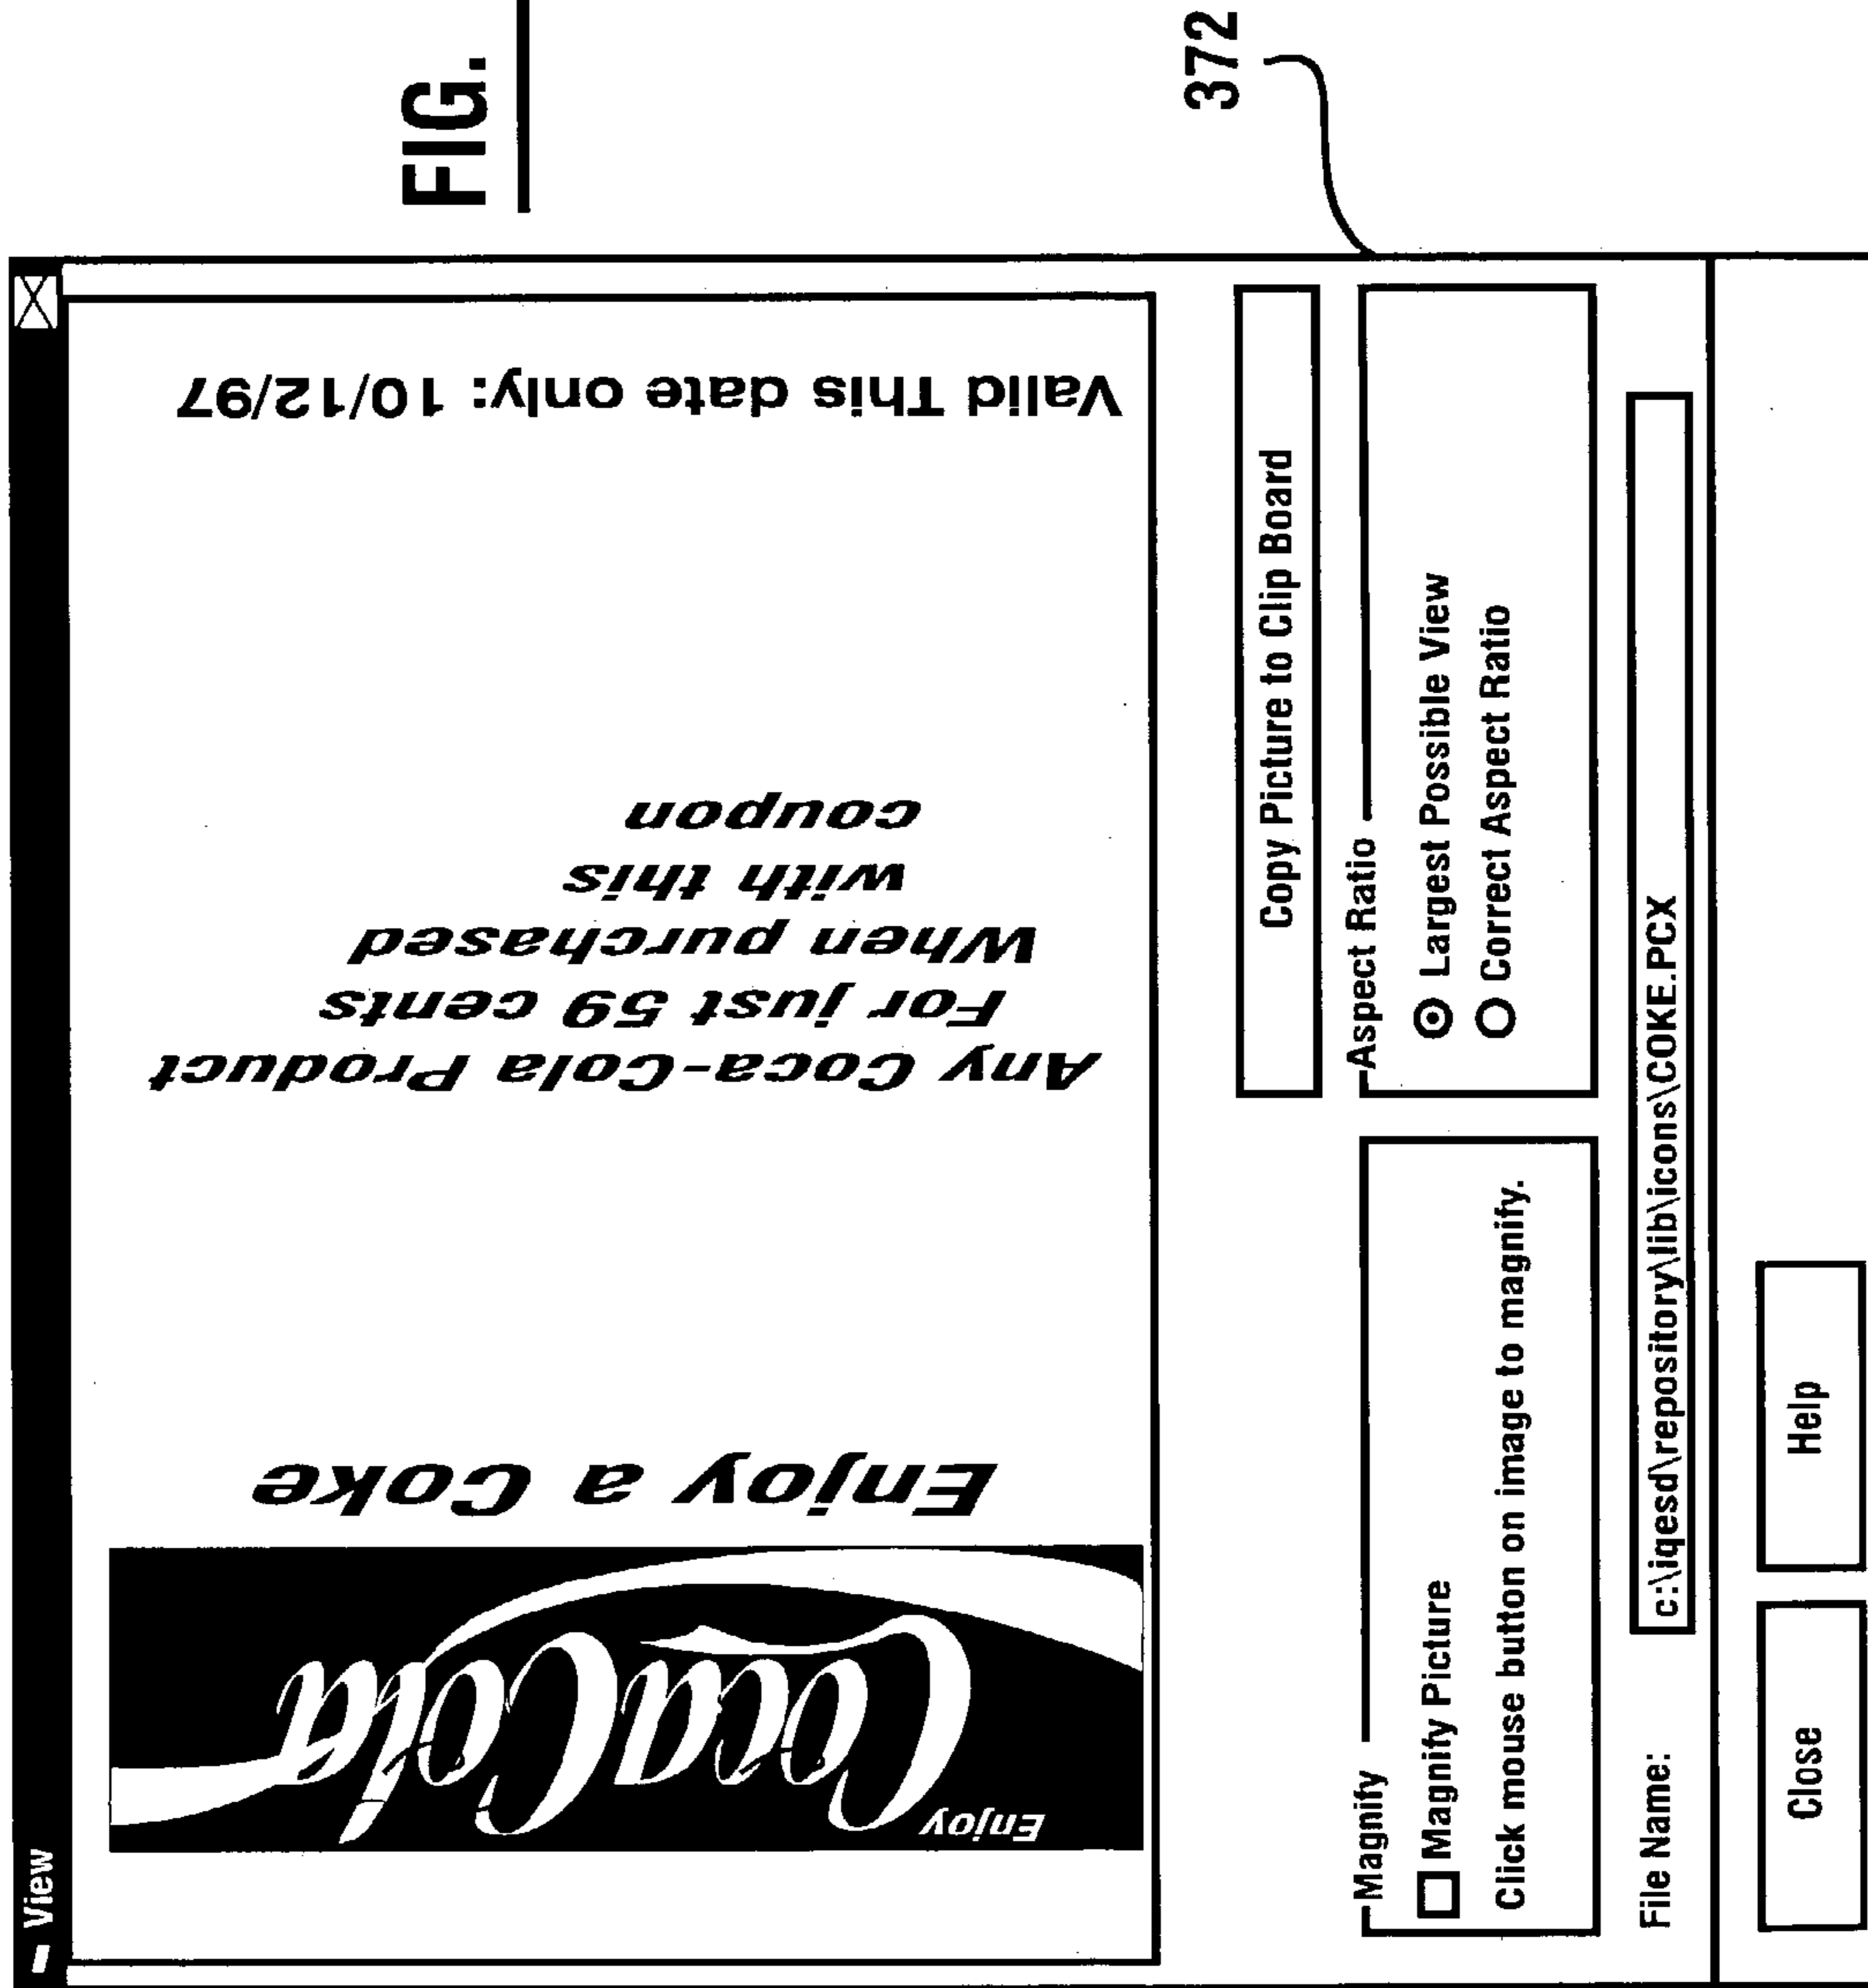 FIG.
372
View
Enjoy
Coca-Cola
Enjoy a Coke
Any Coca-Cola Product
For just 59 cents
When purchased
with this
coupon
Valid This date only: 10/12/97
Copy Picture to Clip Board
Magnify
Magnify Picture
Click mouse button on image to magnify.
Aspect Ratio
Largest Possible View
Correct Aspect Ratio
File Name:
c:\iqesd\repository\lib\icons\COKE.PCX
Close
Help